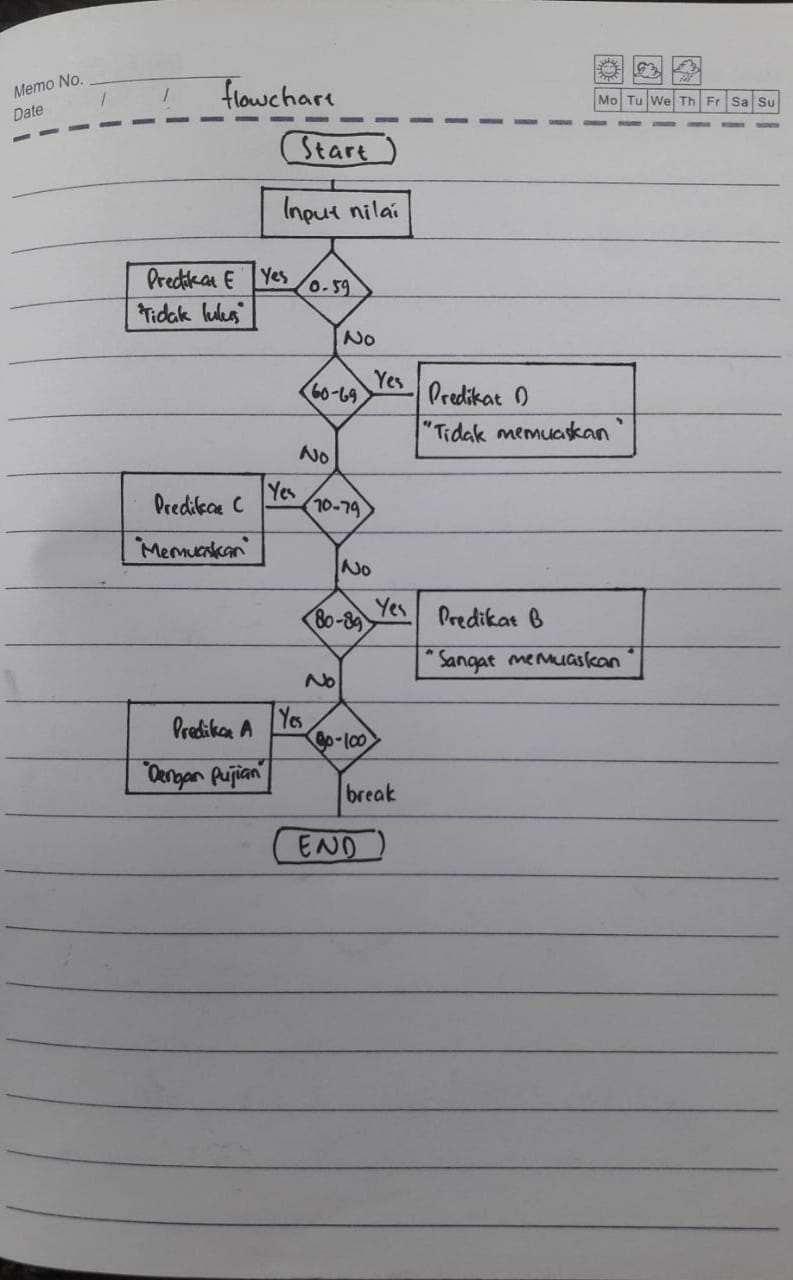 Memo No.
Date / /
flowchart
Mo Tu We Th Fr Sa Su
Start
Input nilai
0-59
Yes
Predikat E
"Tidak lulus"
No
60-69
Yes
Predikat D
"Tidak memuaskan"
No
70-79
Yes
Predikat C
"Memuaskan"
No
80-89
Yes
Predikat B
"Sangat memuaskan"
No
90-100
Yes
Predikat A
"Dengan pujian"
break
END